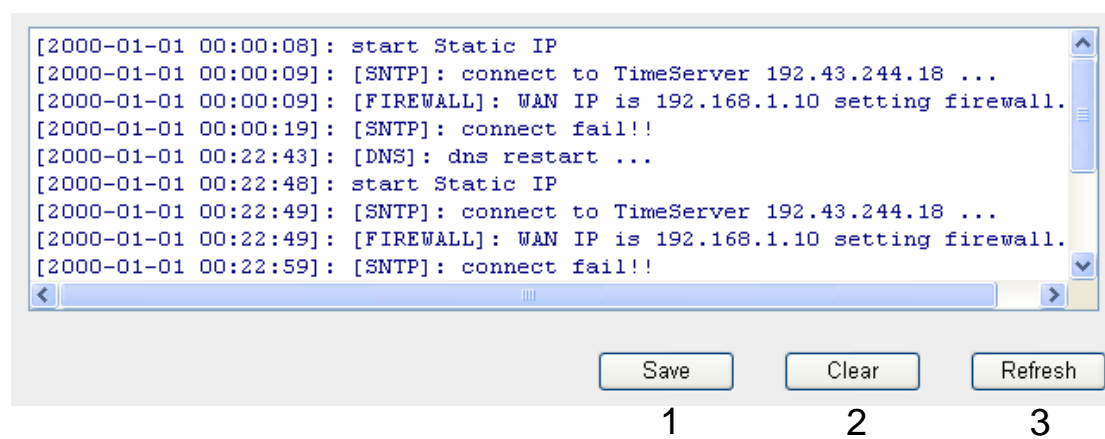 [2000-01-01 00:00:08]: start Static IP
[2000-01-01 00:00:09]: [SNTP]: connect to TimeServer 192.43.244.18 ...
[2000-01-01 00:00:09]: [FIREWALL]: WAN IP is 192.168.1.10 setting firewall.
[2000-01-01 00:00:19]: [SNTP]: connect fail!!
[2000-01-01 00:22:43]: [DNS]: dns restart ...
[2000-01-01 00:22:48]: start Static IP
[2000-01-01 00:22:49]: [SNTP]: connect to TimeServer 192.43.244.18 ...
[2000-01-01 00:22:49]: [FIREWALL]: WAN IP is 192.168.1.10 setting firewall.
[2000-01-01 00:22:59]: [SNTP]: connect fail!!
Save Clear Refresh
1 2 3